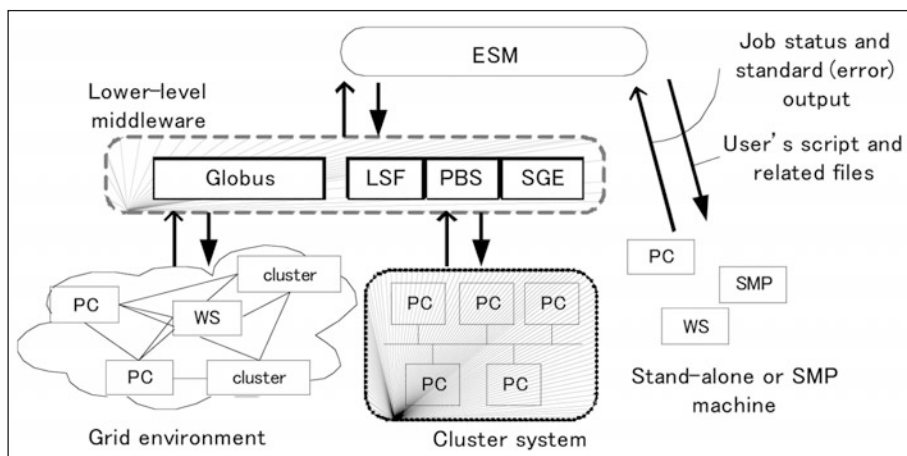 ESM
Job status and
standard (error)
output
Lower-level
middleware
User's script and
related files
Globus
LSF
PBS
SGE
PC
SMP
WS
cluster
PC
WS
PC
cluster
PC
PC
PC
PC
PC
Stand-alone or SMP
machine
Grid environment
Cluster system